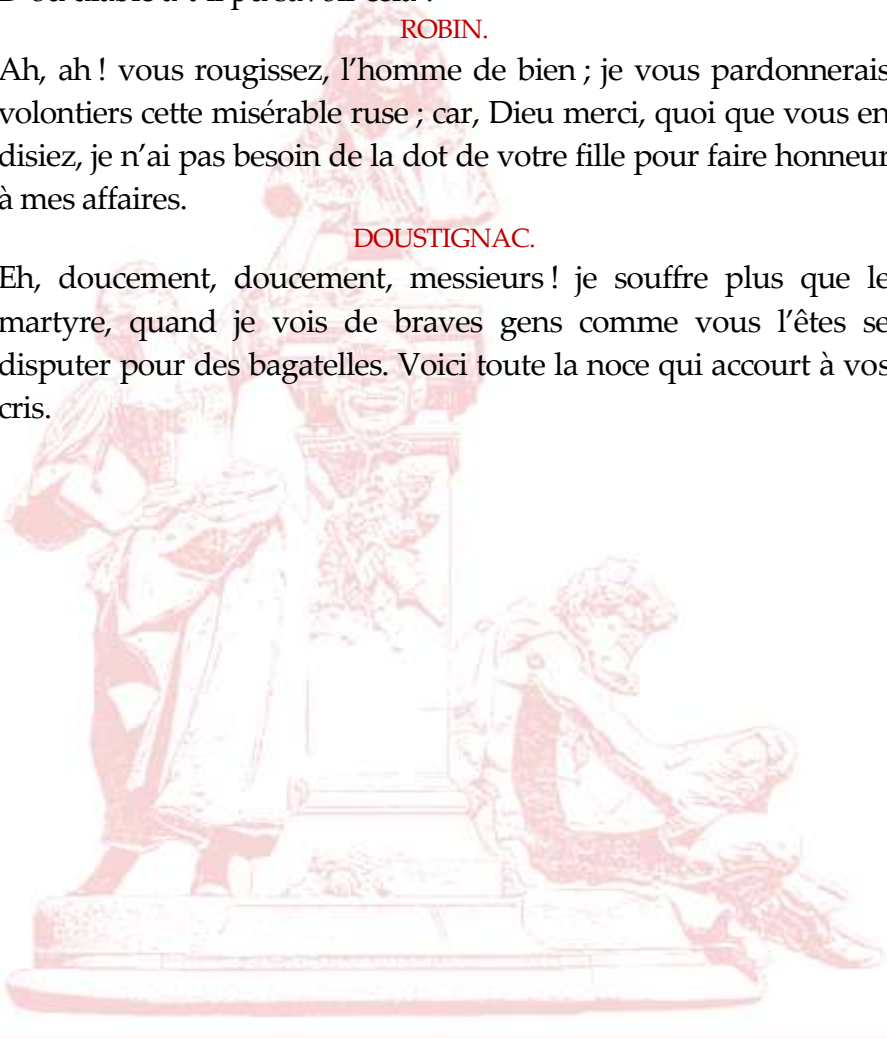 ROBIN.
Ah, ah ! vous rougissez, l’homme de bien ; je vous pardonnerais
volontiers cette misérable ruse ; car, Dieu merci, quoi que vous en
disiez, je n’ai pas besoin de la dot de votre fille pour faire honneur
à mes affaires.
DOUSTIGNAC.
Eh, doucement, doucement, messieurs ! je souffre plus que le
martyre, quand je vois de braves gens comme vous l’êtes se
disputer pour des bagatelles. Voici toute la noce qui accourt à vos
cris.